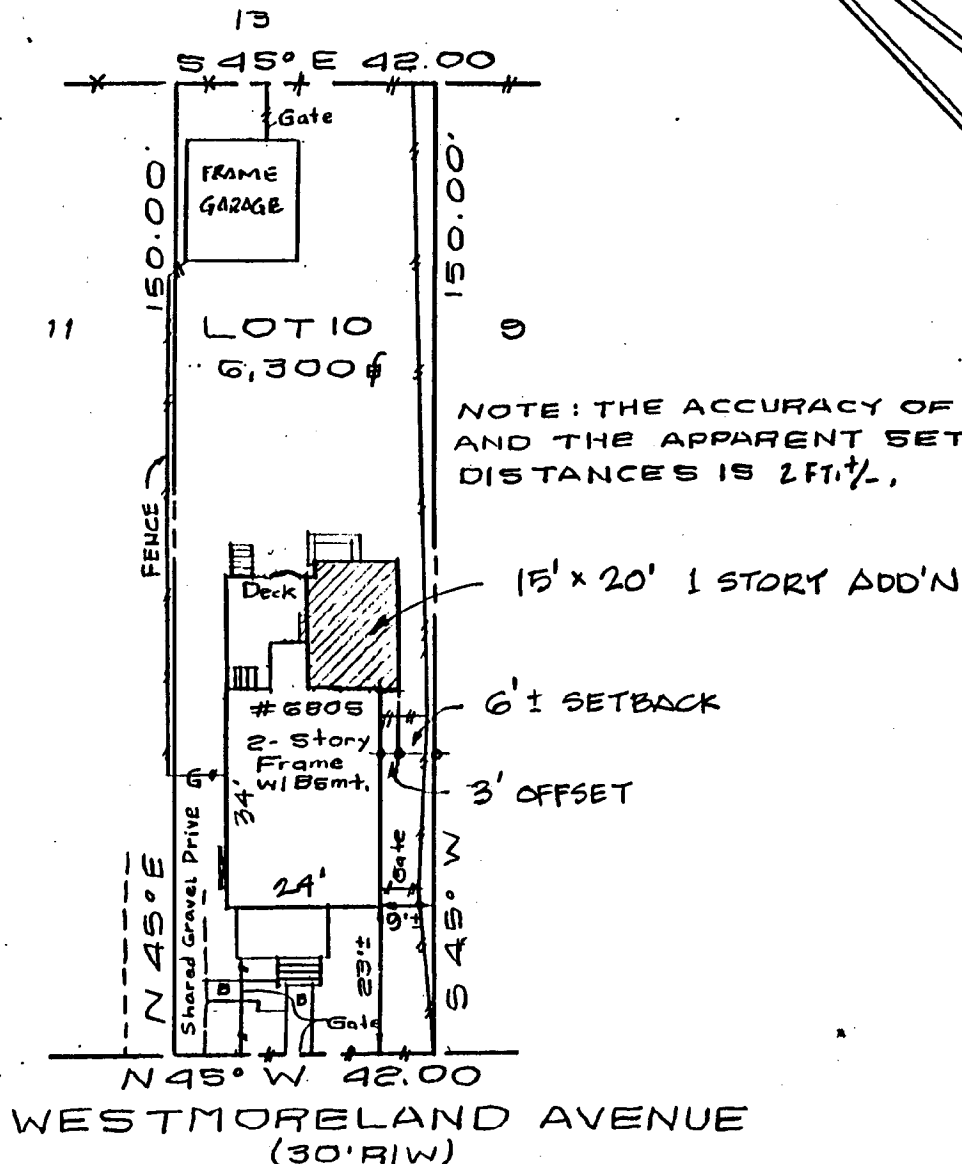 13
S 45° E 42.00
Gate
FRAME
GARAGE
150.00'
150.00'
11
LOT 10
9
6,300
NOTE: THE ACCURACY OF
AND THE APPARENT SET
DISTANCES IS 2 FT. +/-.
FENCE
Deck
15' x 20' 1 STORY ADD'N
#6805
6' ± SETBACK
2-Story
Frame
w/Bsmt.
3' OFFSET
G
34'
24'
Gate
9'±
N 45° E
Shared Gravel Drive
23'±
S 45° W
B
B
Gate
N 45° W 42.00
WESTMORELAND AVENUE
(30' R/W)